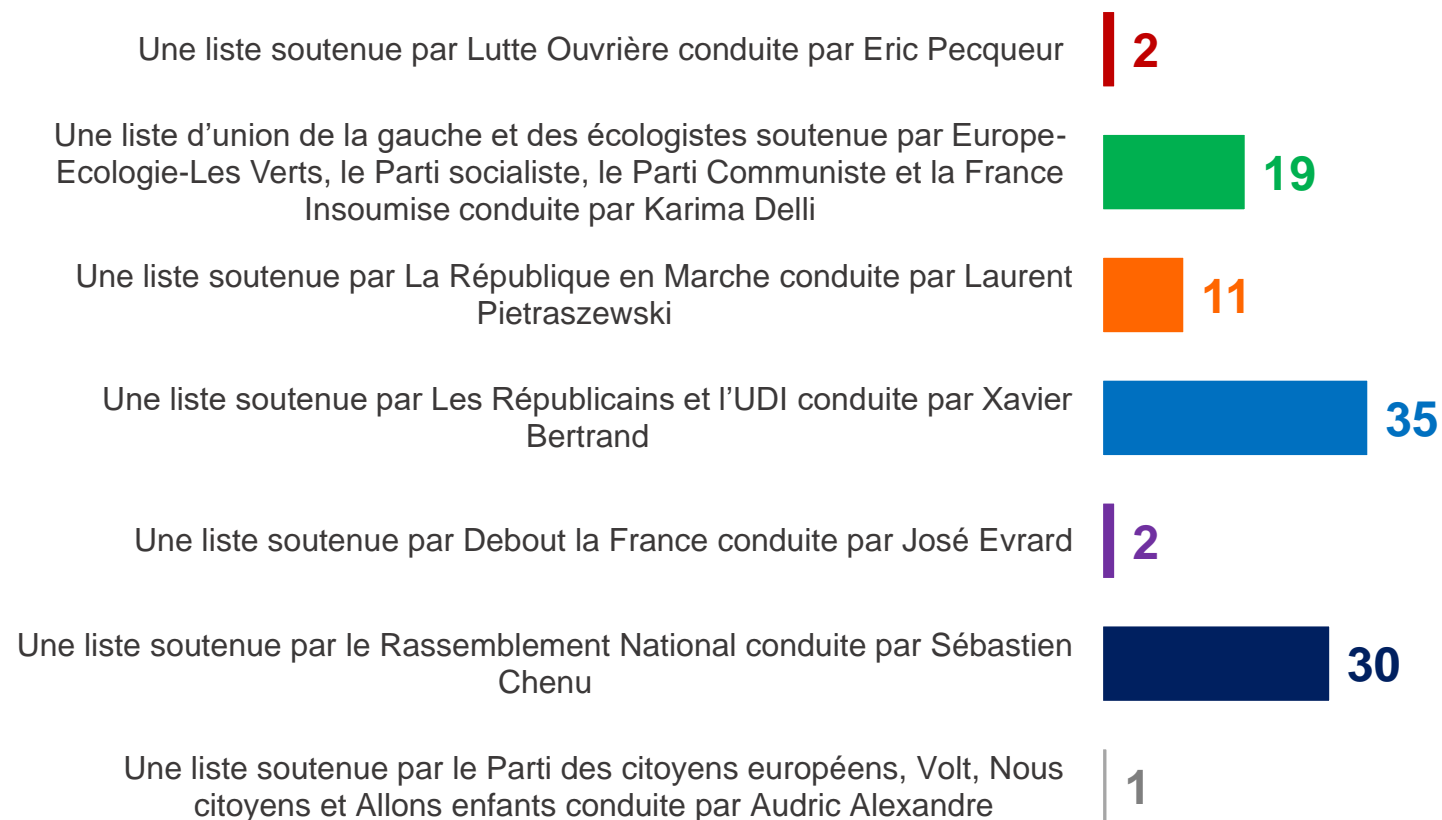 Une liste soutenue par Lutte Ouvrière conduite par Eric Pecqueur
2
Une liste d’union de la gauche et des écologistes soutenue par Europe-
Ecologie-Les Verts, le Parti socialiste, le Parti Communiste et la France
Insoumise conduite par Karima Delli
19
Une liste soutenue par La République en Marche conduite par Laurent
Pietraszewski
11
Une liste soutenue par Les Républicains et l’UDI conduite par Xavier
Bertrand
35
Une liste soutenue par Debout la France conduite par José Evrard
2
Une liste soutenue par le Rassemblement National conduite par Sébastien
Chenu
30
Une liste soutenue par le Parti des citoyens européens, Volt, Nous
citoyens et Allons enfants conduite par Audric Alexandre
1